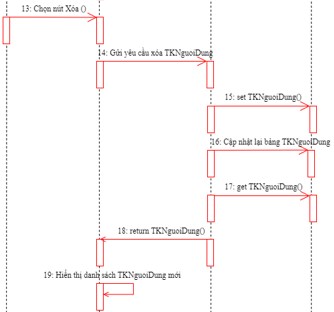 13: Chọn nút Xóa ()
14: Gửi yêu cầu xóa TKNguoiDung
15: set TKNguoiDung()
16: Cập nhật lại bảng TKNguoiDung
17: get TKNguoiDung()
18: return TKNguoiDung()
19: Hiển thị danh sách TKNguoiDung mới